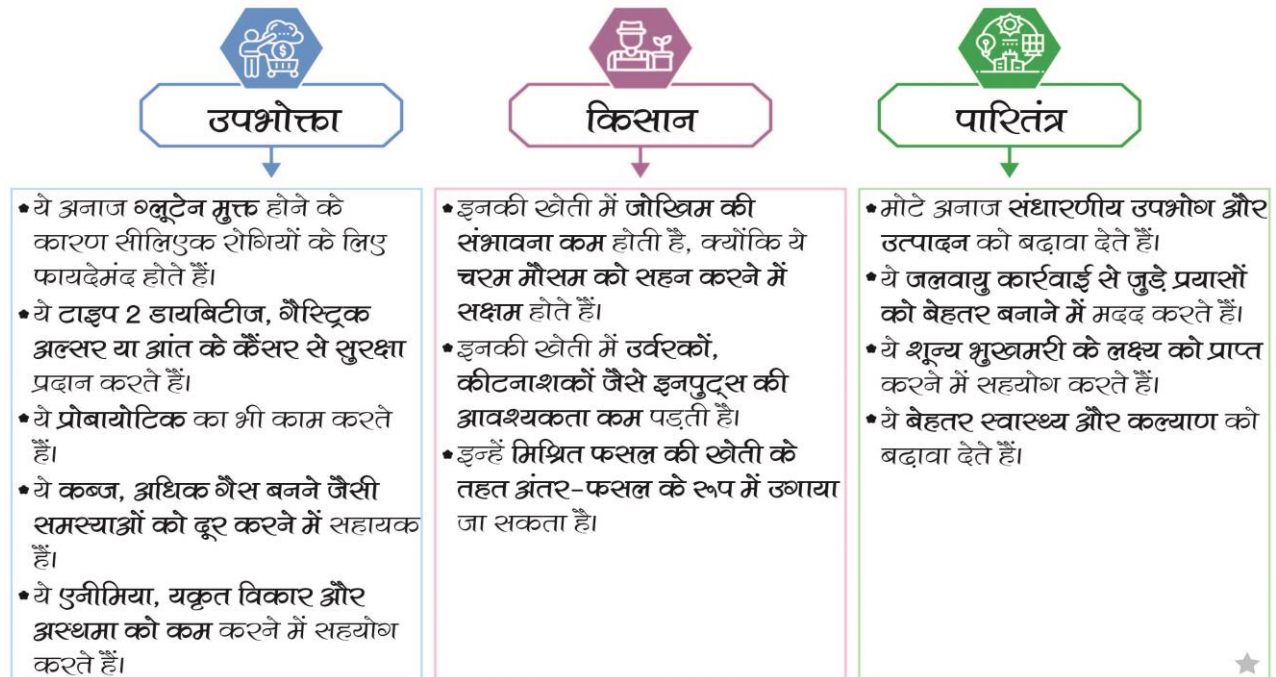 उपभोक्ता
• ये अनाज ग्लूटेन मुक्त होने के
कारण सीलिएक रोगियों के लिए
फायदेमंद होते हैं।
• ये टाइप 2 डायबिटीज, गैस्ट्रिक
अल्सर या आंत के कैंसर से सुरक्षा
प्रदान करते हैं।
• ये प्रोबायोटिक का भी काम करते
हैं।
• ये कब्ज, अधिक गैस बनने जैसी
समस्याओं को दूर करने में सहायक
हैं।
• ये एनीमिया, यकृत विकार और
अस्थमा को कम करने में सहयोग
करते हैं।
किसान
• इनकी खेती में जोखिम की
संभावना कम होती है, क्योंकि ये
चरम मौसम को सहन करने में
सक्षम होते हैं।
• इनकी खेती में उर्वरकों,
कीटनाशकों जैसे इनपुट्स की
आवश्यकता कम पड़ती है।
• इन्हें मिश्रित फसल की खेती के
तहत अंतर-फसल के रूप में उगाया
जा सकता है।
पारितंत्र
• मोटे अनाज संधारणीय उपभोग और
उत्पादन को बढ़ावा देते हैं।
• ये जलवायु कार्रवाई से जुड़े प्रयासों
को बेहतर बनाने में मदद करते हैं।
• ये शून्य भुखमरी के लक्ष्य को प्राप्त
करने में सहयोग करते हैं।
• ये बेहतर स्वास्थ्य और कल्याण को
बढ़ावा देते हैं।